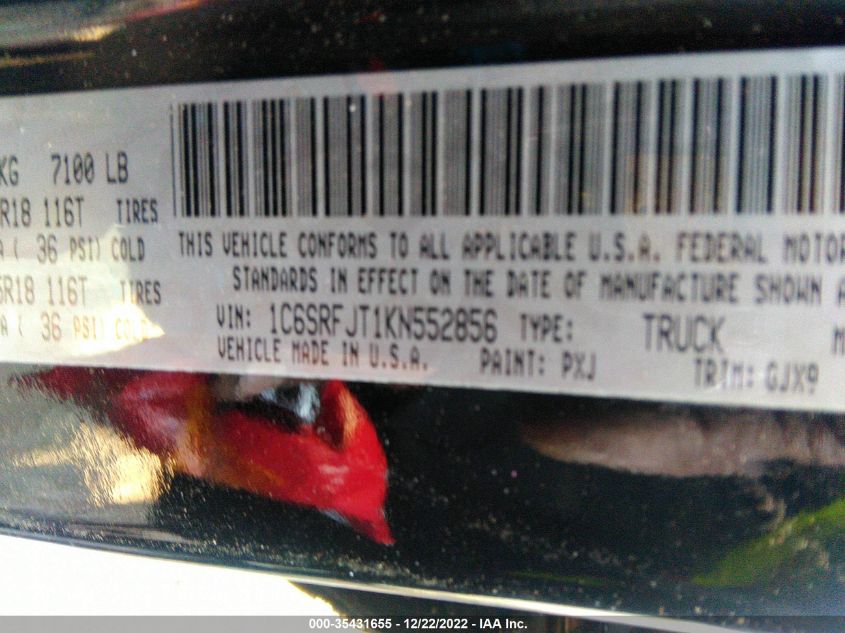 KG 7100 LB
R18 116T TIRES
A ( 36 PSI) COLD
R18 116T TIRES
A ( 36 PSI) COLD
THIS VEHICLE CONFORMS TO ALL APPLICABLE U.S.A. FEDERAL MOTOR
STANDARDS IN EFFECT ON THE DATE OF MANUFACTURE SHOWN A
VIN: 1C6SRFJT1KN552856 TYPE: TRUCK M
VEHICLE MADE IN U.S.A. PAINT: PXJ TRIM: GJX9
000-35431655 - 12/22/2022 - IAA Inc.